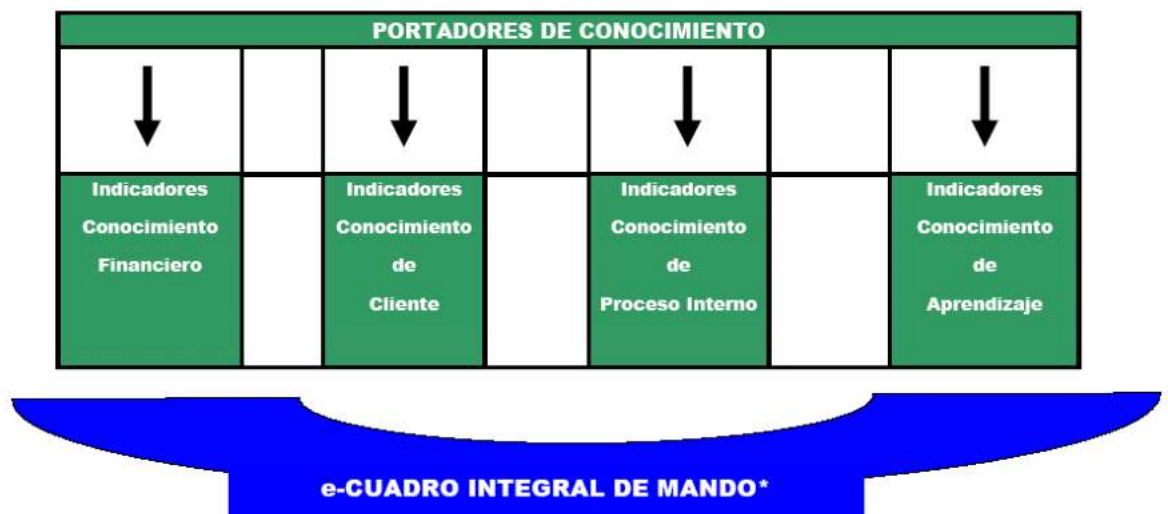 PORTADORES DE CONOCIMIENTO
Indicadores
Conocimiento
Financiero
Indicadores
Conocimiento
de
Cliente
Indicadores
Conocimiento
de
Proceso Interno
Indicadores
Conocimiento
de
Aprendizaje
e-CUADRO INTEGRAL DE MANDO*